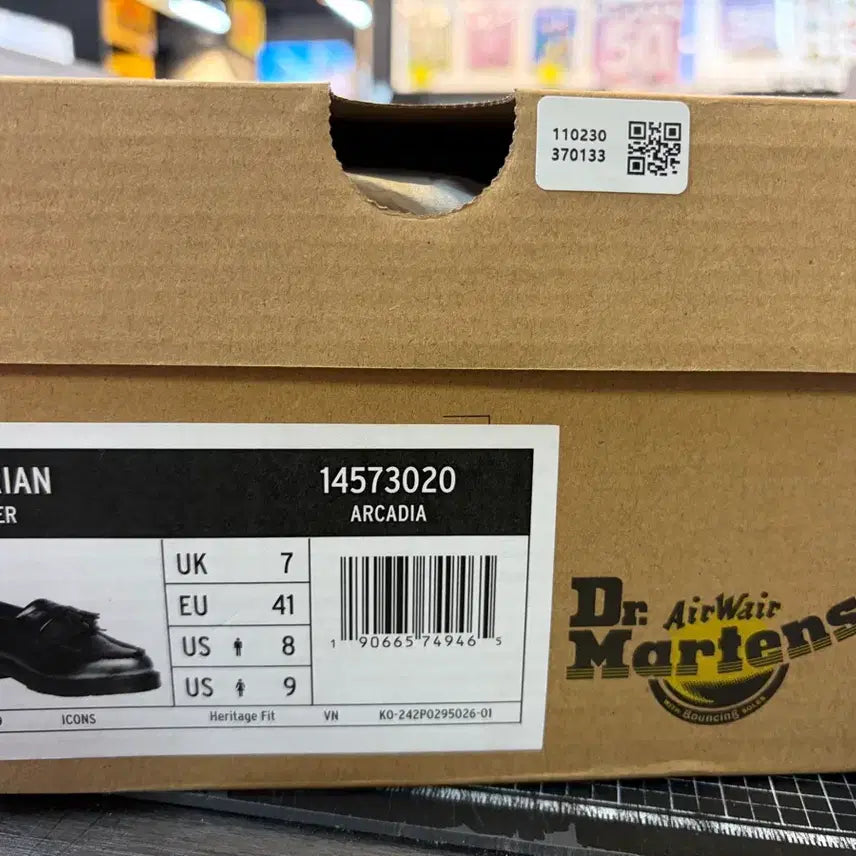 110230
370133
IAN
14573020
ER
ARCADIA
UK 7
EU 41
US 8
US 9
1 90665 74946 5
ICONS
Heritage Fit
VN
KO-242P0295026-01
Dr. AirWair
Martens
WITH Bouncing SOLES